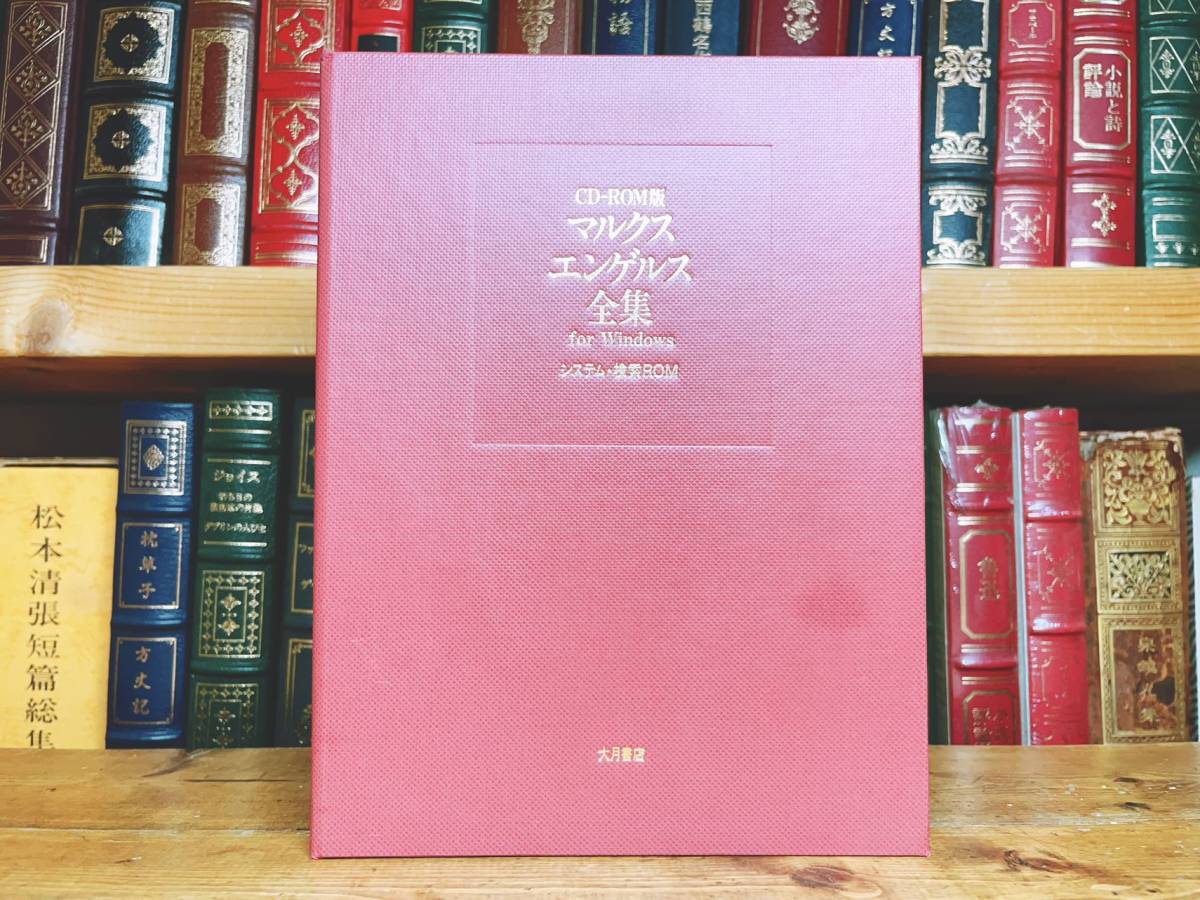 CD-ROM版
マルクス
エンゲルス
全集
for Windows
システム・検索ROM
大月書店
方丈記
小説と詩
評論
松本清張短篇総集
枕草子
方丈記
ジョイス
ダブリンの人びと